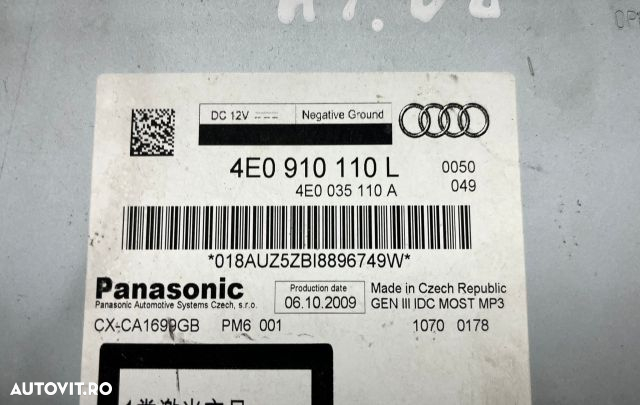 DC 12V Negative Ground
4E0 910 110 L 0050
4E0 035 110 A 049
*018AUZ5ZBI8896749W*
Panasonic Production date Made in Czech Republic
Panasonic Automotive Systems Czech, s.r.o. 06.10.2009 GEN III IDC MOST MP3
CX-CA1699GB PM6 001 1070 0178
AUTOVIT.RO